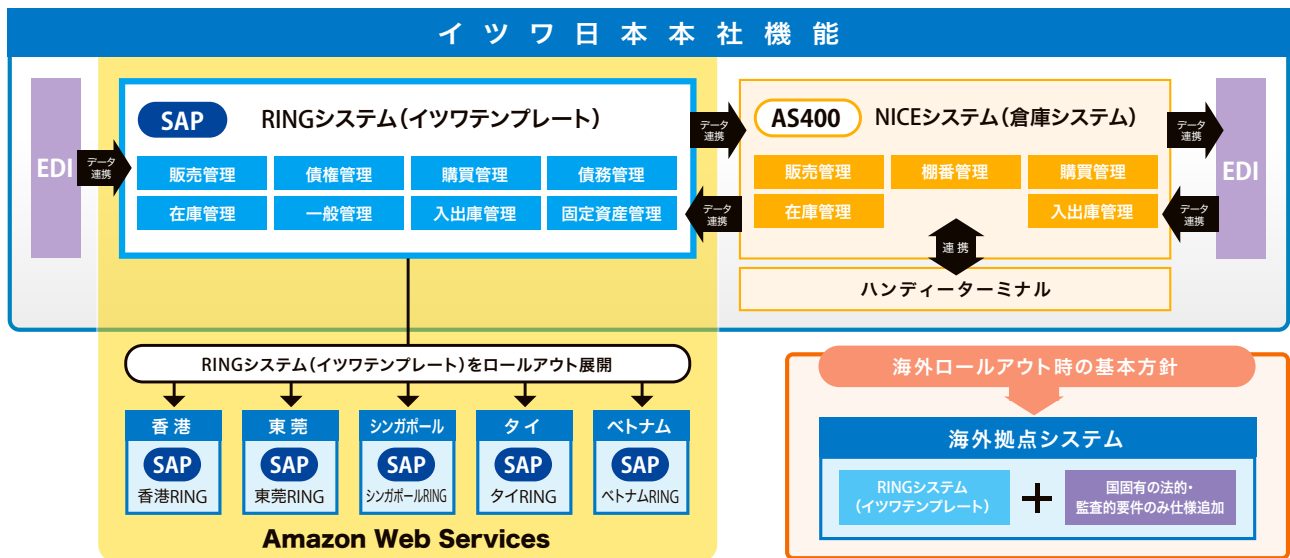 イツワ日本本社機能
EDI
データ
連携
SAP
RINGシステム(イツワテンプレート)
販売管理
債権管理
購買管理
債務管理
在庫管理
一般管理
入出庫管理
固定資産管理
データ
連携
データ
連携
AS400
NICEシステム(倉庫システム)
販売管理
棚番管理
購買管理
在庫管理
入出庫管理
連携
ハンディーターミナル
データ
連携
データ
連携
EDI
RINGシステム(イツワテンプレート)をロールアウト展開
香港
SAP
香港RING
東莞
SAP
東莞RING
シンガポール
SAP
シンガポールRING
タイ
SAP
タイRING
ベトナム
SAP
ベトナムRING
Amazon Web Services
海外ロールアウト時の基本方針
海外拠点システム
RINGシステム
(イツワテンプレート)
+
国固有の法的・
監査的要件のみ仕様追加